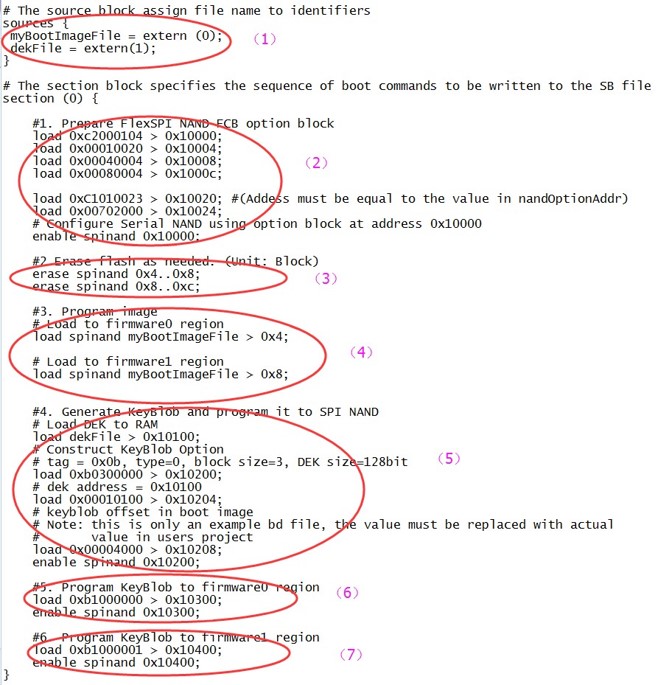 # The source block assign file name to identifiers
sources {
myBootImageFile = extern (0);
dekFile = extern(1);
}
(1)
# The section block specifies the sequence of boot commands to be written to the SB file
section (0) {
#1. Prepare FlexSPI NAND FCB option block
load 0xc2000104 > 0x10000;
load 0x00010020 > 0x10004;
load 0x00040004 > 0x10008;
load 0x00080004 > 0x1000c;
(2)
load 0xC1010023 > 0x10020; #(Addess must be equal to the value in nandOptionAddr)
load 0x00702000 > 0x10024;
# Configure Serial NAND using option block at address 0x10000
enable spinand 0x10000;
#2 Erase flash as needed. (Unit: Block)
erase spinand 0x4..0x8;
erase spinand 0x8..0xc;
(3)
#3. Program image
# Load to firmware0 region
load spinand myBootImageFile > 0x4;
(4)
# Load to firmware1 region
load spinand myBootImageFile > 0x8;
#4. Generate KeyBlob and program it to SPI NAND
# Load DEK to RAM
load dekFile > 0x10100;
# Construct KeyBlob Option
# tag = 0x0b, type=0, block size=3, DEK size=128bit
(5)
load 0xb0300000 > 0x10200;
# dek address = 0x10100
load 0x00010100 > 0x10204;
# keyblob offset in boot image
# Note: this is only an example bd file, the value must be replaced with actual
# value in users project
load 0x00004000 > 0x10208;
enable spinand 0x10200;
#5. Program KeyBlob to firmware0 region
load 0xb1000000 > 0x10300;
enable spinand 0x10300;
(6)
#6. Program KeyBlob to firmware1 region
load 0xb1000001 > 0x10400;
enable spinand 0x10400;
(7)
}